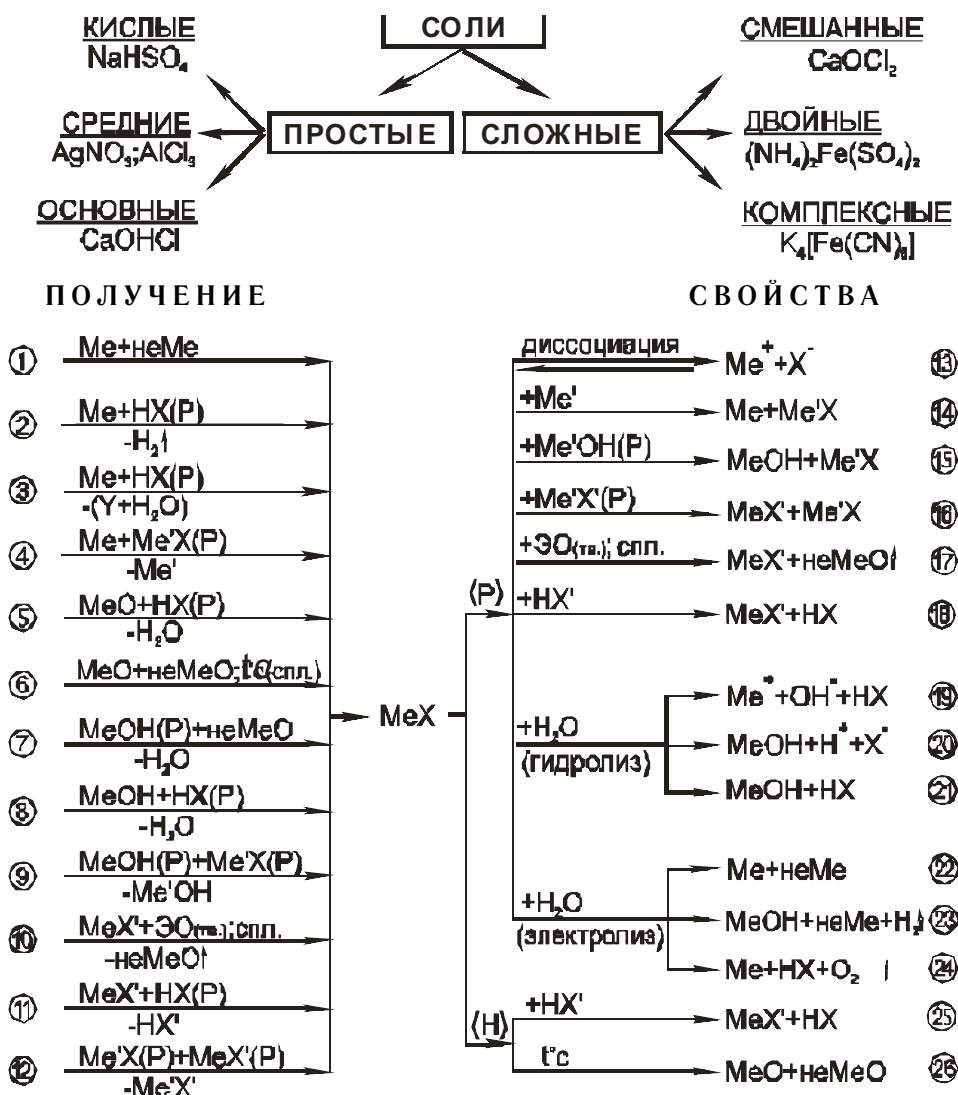 СОЛИ
КИСЛЫЕ
NaHSO₄
СРЕДНИЕ
AgNO₃;AlCl₃
ОСНОВНЫЕ
CaOHCl
ПРОСТЫЕ
СЛОЖНЫЕ
СМЕШАННЫЕ
CaOCl₂
ДВОЙНЫЕ
(NH₄)₂Fe(SO₄)₂
КОМПЛЕКСНЫЕ
K₄[Fe(CN)₆]
ПОЛУЧЕНИЕ
1 Me+неMe
2 Me+HX(P)
-H₂↑
3 Me+HX(P)
-(Y+H₂O)
4 Me+Me'X(P)
-Me'
5 MeO+HX(P)
-H₂O
6 MeO+неMeO;t°C(спл.)
7 MeOH(P)+неMeO
-H₂O
8 MeOH+HX(P)
-H₂O
9 MeOH(P)+Me'X(P)
-Me'OH
10 MeX'+ЭО(тв.);спл.
-неMeO↑
11 MeX'+HX(P)
-HX'
12 Me'X(P)+MeX'(P)
-Me'X'
MeX
СВОЙСТВА
(P)
диссоциация Me⁺+X⁻ 13
+Me' Me+Me'X 14
+Me'OH(P) MeOH+Me'X 15
+Me'X'(P) MeX'+Me'X 16
+ЭО(тв.); спл. MeX'+неMeO↑ 17
+HX' MeX'+HX 18
+H₂O
(гидролиз)
Me⁺+OH⁻+HX 19
MeOH+H⁺+X⁻ 20
MeOH+HX 21
+H₂O
(электролиз)
Me+неMe 22
MeOH+неMe+H₂↑ 23
Me+HX+O₂ ↑ 24
(H)
+HX' MeX'+HX 25
t°c MeO+неMeO 26